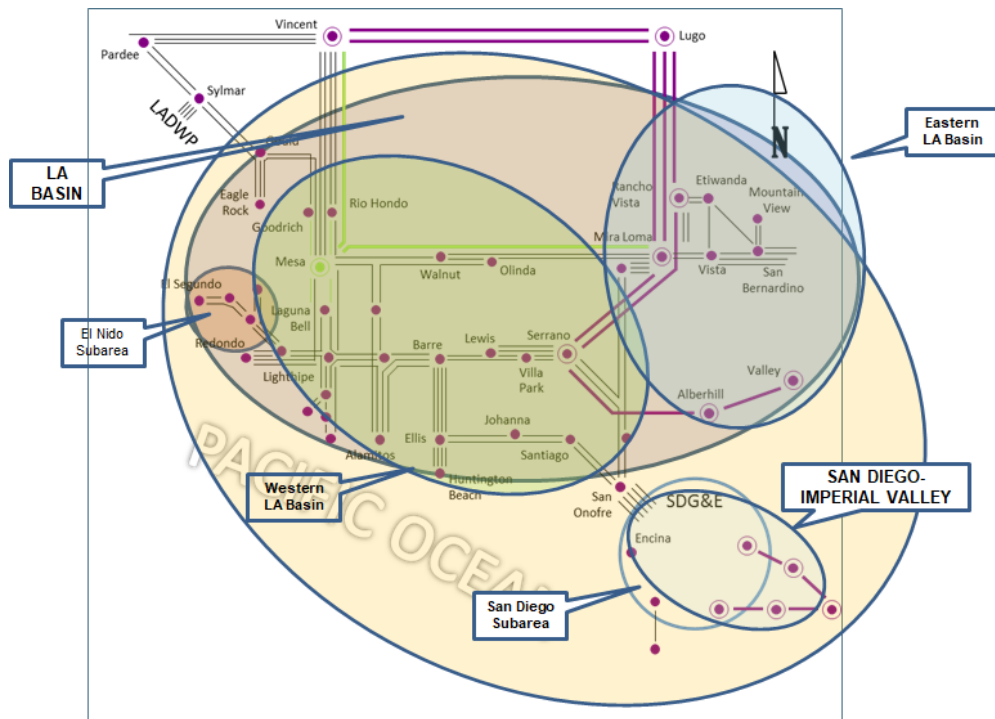 Vincent
Lugo
Pardee
Sylmar
LADWP
N
Eastern
LA Basin
LA
BASIN
Gould
Eagle
Rock
Goodrich
Rio Hondo
Rancho
Vista
Etiwanda
Mountain
View
Mira Loma
Mesa
Walnut
Olinda
Vista
San
Bernardino
El Segundo
Laguna
Bell
El Nido
Subarea
Redondo
Lighthipe
Barre
Lewis
Serrano
Villa
Park
Alberhill
Valley
Johanna
Ellis
Santiago
Alamitos
PACIFIC OCEAN
Western
LA Basin
Huntington
Beach
San
Onofre
SDG&E
SAN DIEGO-
IMPERIAL VALLEY
Encina
San Diego
Subarea